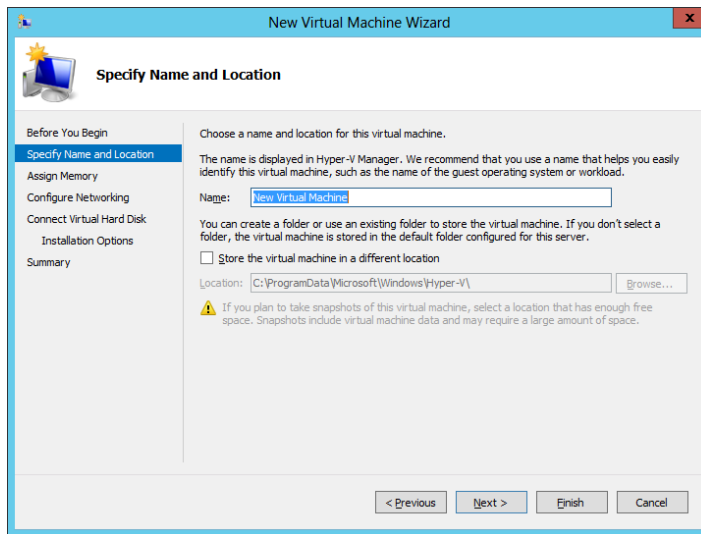 New Virtual Machine Wizard
x
Specify Name and Location
Before You Begin
Specify Name and Location
Assign Memory
Configure Networking
Connect Virtual Hard Disk
Installation Options
Summary
Choose a name and location for this virtual machine.
The name is displayed in Hyper-V Manager. We recommend that you use a name that helps you easily
identify this virtual machine, such as the name of the guest operating system or workload.
Name: New Virtual Machine
You can create a folder or use an existing folder to store the virtual machine. If you don't select a
folder, the virtual machine is stored in the default folder configured for this server.
Store the virtual machine in a different location
Location: C:\ProgramData\Microsoft\Windows\Hyper-V\ Browse...
If you plan to take snapshots of this virtual machine, select a location that has enough free
space. Snapshots include virtual machine data and may require a large amount of space.
< Previous Next > Finish Cancel